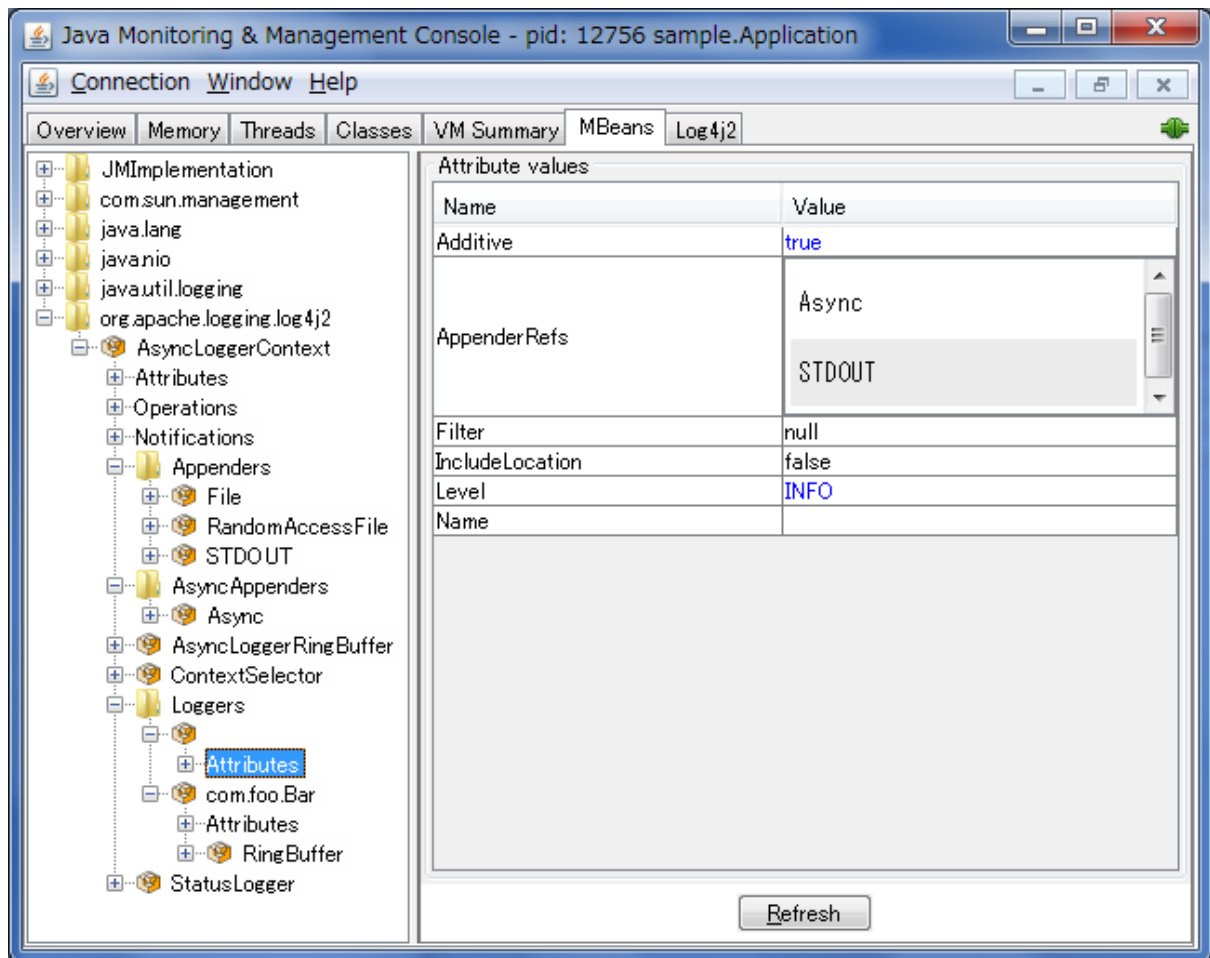 Java Monitoring & Management Console - pid: 12756 sample.Application
Connection Window Help
Overview Memory Threads Classes VM Summary MBeans Log4j2
JMImplementation
com.sun.management
java.lang
java.nio
java.util.logging
org.apache.logging.log4j2
AsyncLoggerContext
Attributes
Operations
Notifications
Appenders
File
RandomAccessFile
STDOUT
AsyncAppenders
Async
AsyncLoggerRingBuffer
ContextSelector
Loggers
Attributes
com.foo.Bar
Attributes
RingBuffer
StatusLogger
Attribute values
Name Value
Additive true
AppenderRefs
Async
STDOUT
Filter null
IncludeLocation false
Level INFO
Name
Refresh